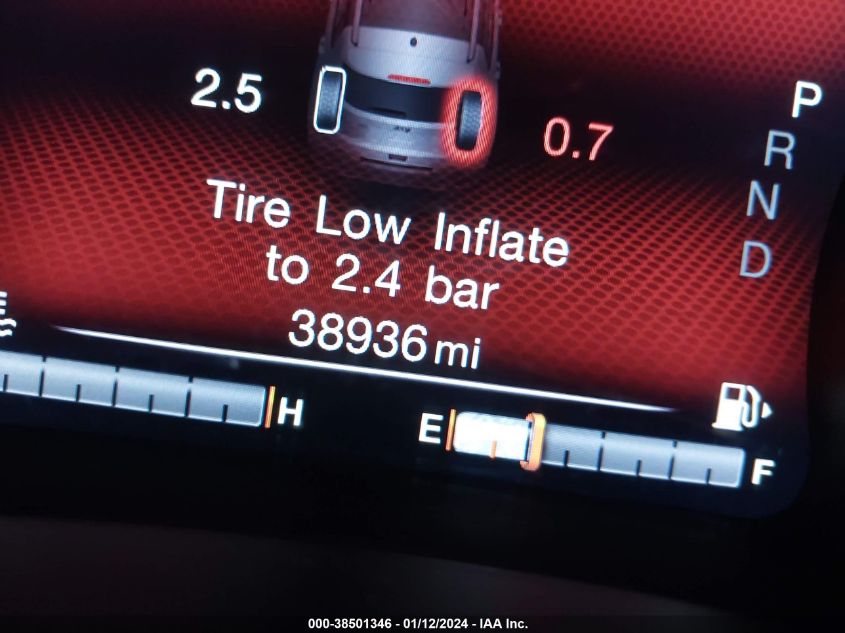 2.5
0.7
P
R
N
D
Tire Low Inflate
to 2.4 bar
38936 mi
E
H
E
F
000-38501346 - 01/12/2024 - IAA Inc.